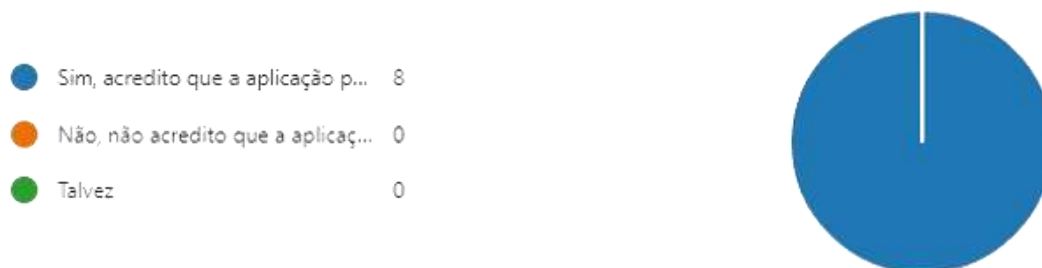 Sim, acredito que a aplicação p... 8
Não, não acredito que a aplicaç... 0
Talvez 0